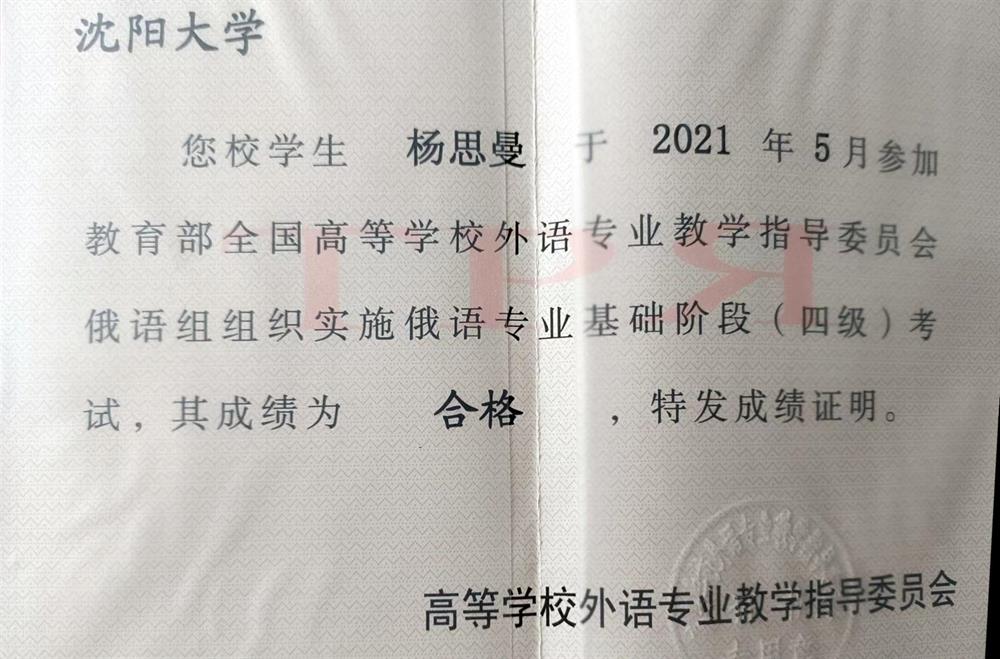 沈阳大学
您校学生 杨思曼 于 2021 年 5 月参加
教育部全国高等学校外语专业教学指导委员会
俄语组组织实施俄语专业基础阶段（四级）考
试，其成绩为 合格 ，特发成绩证明。
高等学校外语专业教学指导委员会